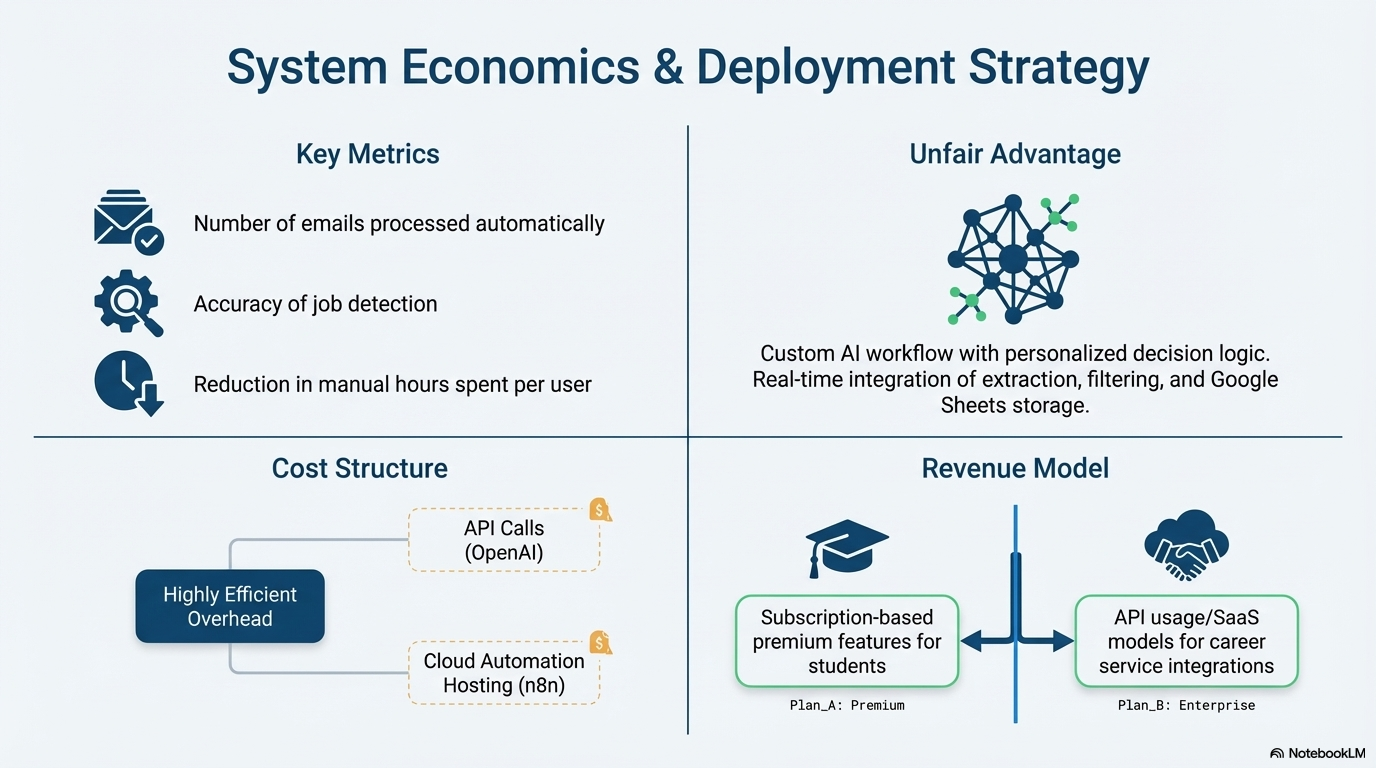 System Economics & Deployment Strategy
Key Metrics
Number of emails processed automatically
Accuracy of job detection
Reduction in manual hours spent per user
Unfair Advantage
Custom AI workflow with personalized decision logic.
Real-time integration of extraction, filtering, and Google
Sheets storage.
Cost Structure
Highly Efficient
Overhead
API Calls
(OpenAI)
$
Cloud Automation
Hosting (n8n)
$
Revenue Model
Subscription-based
premium features for
students
Plan_A: Premium
API usage/SaaS
models for career
service integrations
Plan_B: Enterprise
NotebookLM